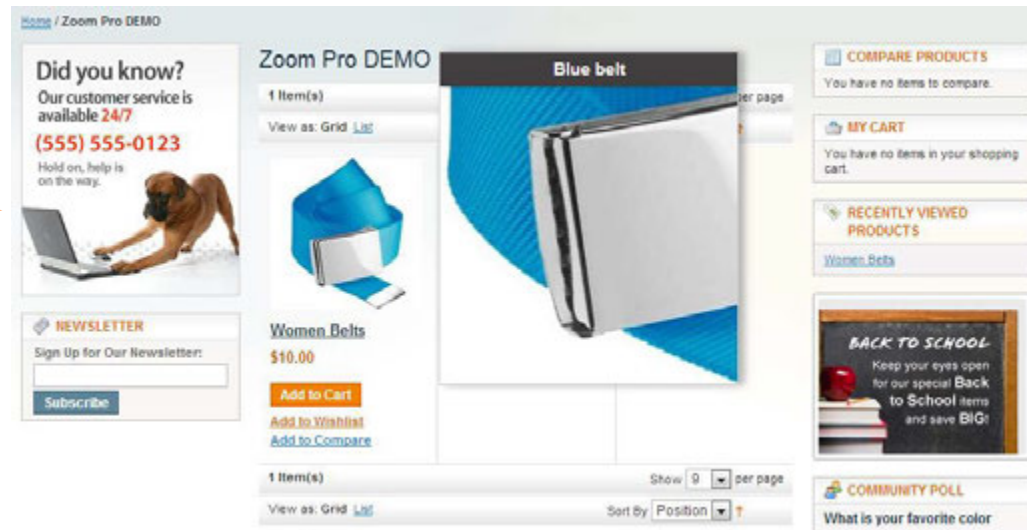 Home / Zoom Pro DEMO
Did you know?
Our customer service is
available 24/7
(555) 555-0123
Hold on, help is
on the way.
NEWSLETTER
Sign Up for Our Newsletter:
Subscribe
Zoom Pro DEMO
1 Item(s)
per page
View as: Grid List
Blue belt
Women Belts
$10.00
Add to Cart
Add to Wishlist
Add to Compare
1 Item(s)
Show 9 per page
View as: Grid List
Sort By Position
COMPARE PRODUCTS
You have no items to compare.
MY CART
You have no items in your shopping
cart.
RECENTLY VIEWED
PRODUCTS
Women Belts
BACK TO SCHOOL
Keep your eyes open
for our special Back
to School items
and save BIG!
COMMUNITY POLL
What is your favorite color